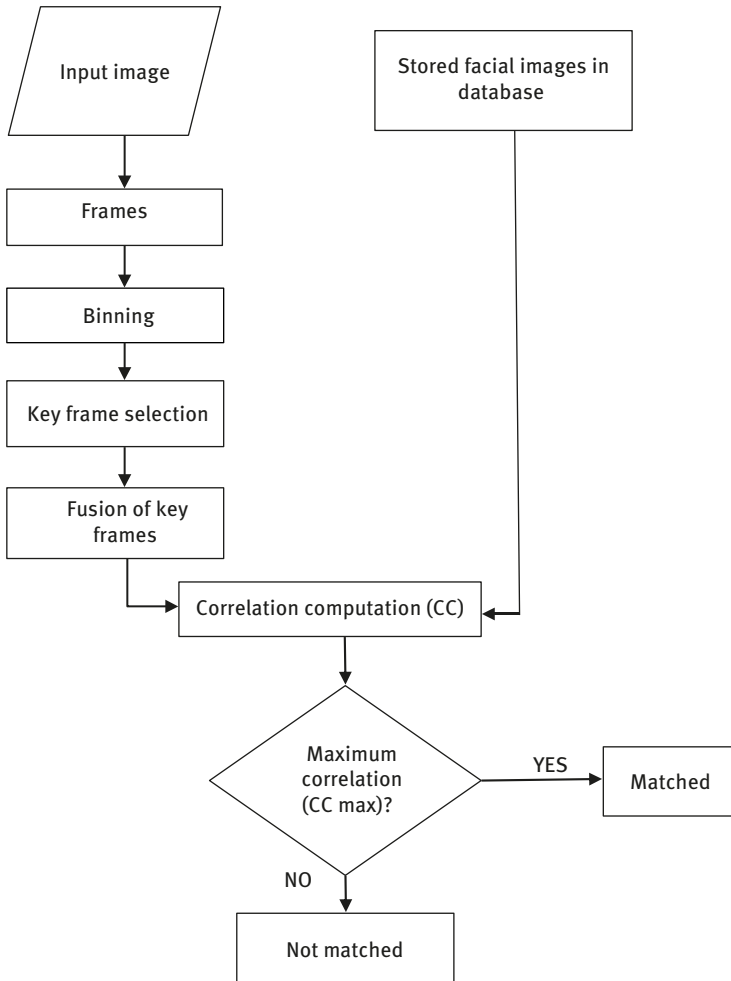 Input image
Stored facial images in
database
Frames
Binning
Key frame selection
Fusion of key
frames
Correlation computation (CC)
Maximum
correlation
(CC max)?
YES
Matched
NO
Not matched